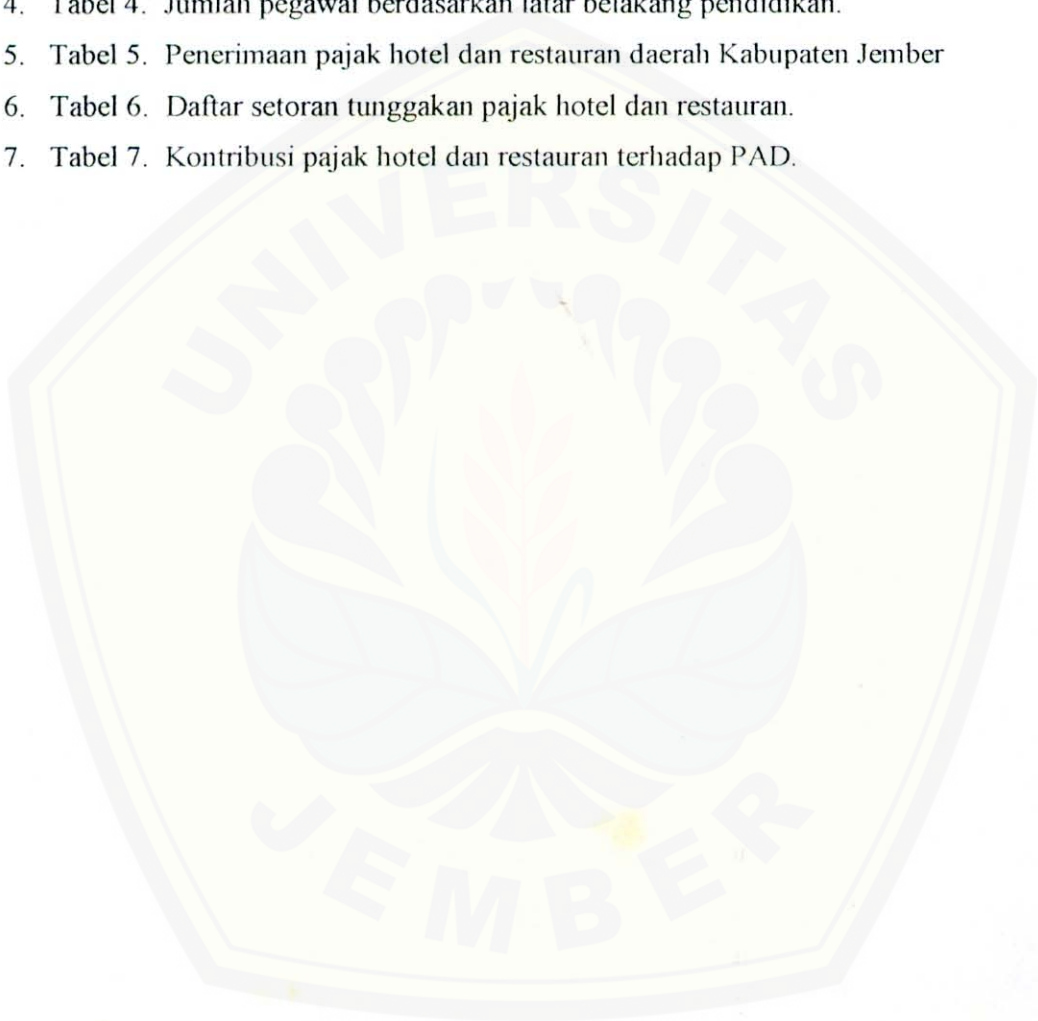 4. Tabel 4. Jumlah pegawai berdasarkan latar belakang pendidikan.
5. Tabel 5. Penerimaan pajak hotel dan restauran daerah Kabupaten Jember
6. Tabel 6. Daftar setoran tunggakan pajak hotel dan restauran.
7. Tabel 7. Kontribusi pajak hotel dan restauran terhadap PAD.
UNIVERSITAS
JEMBER